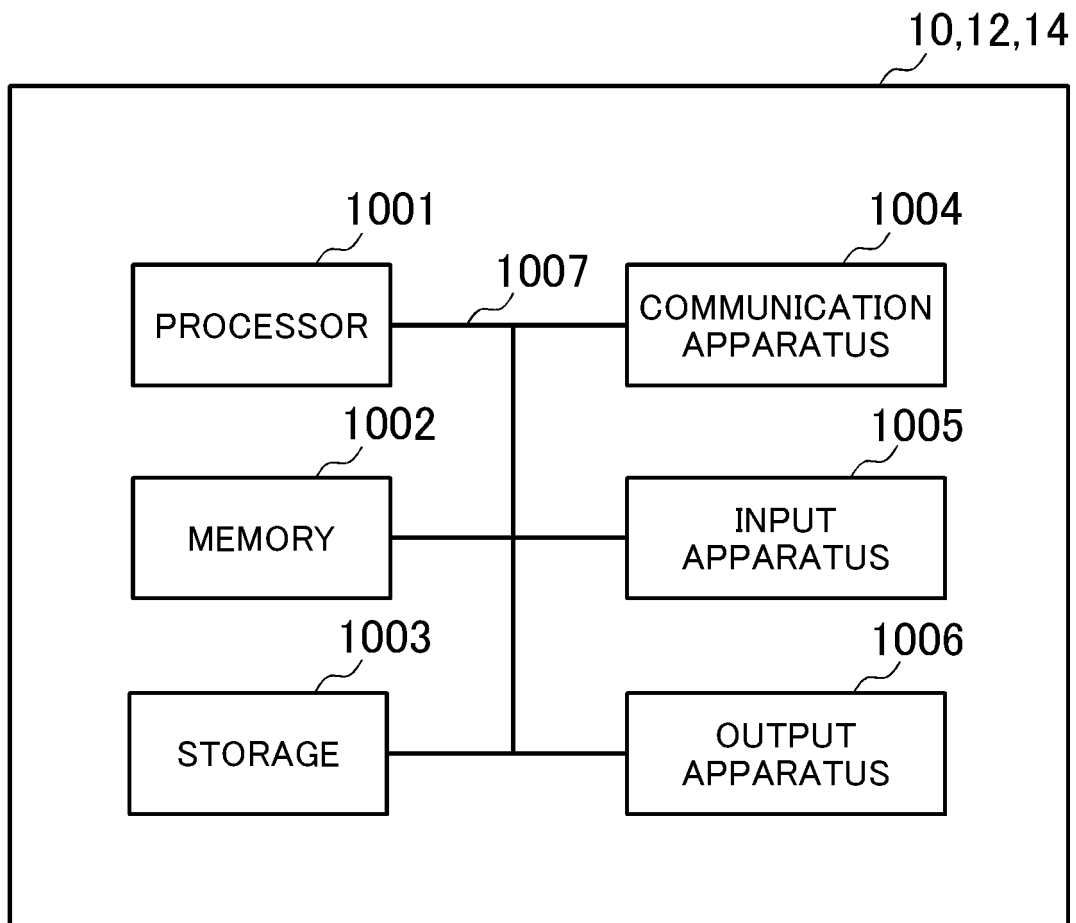 10,12,14
1001
1004
1007
PROCESSOR
COMMUNICATION
APPARATUS
1002
1005
MEMORY
INPUT
APPARATUS
1003
1006
STORAGE
OUTPUT
APPARATUS